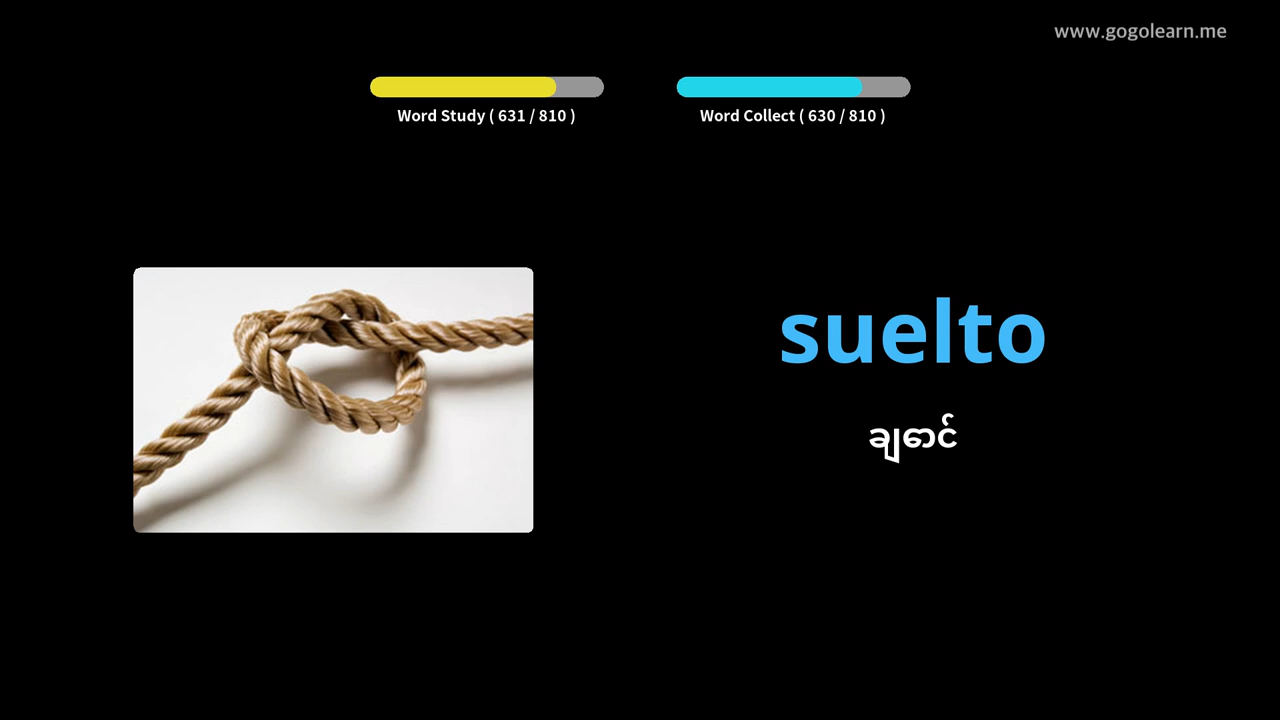 www.gogolearn.me
Word Study ( 631 / 810 )
Word Collect ( 630 / 810 )
suelto
ချောင်